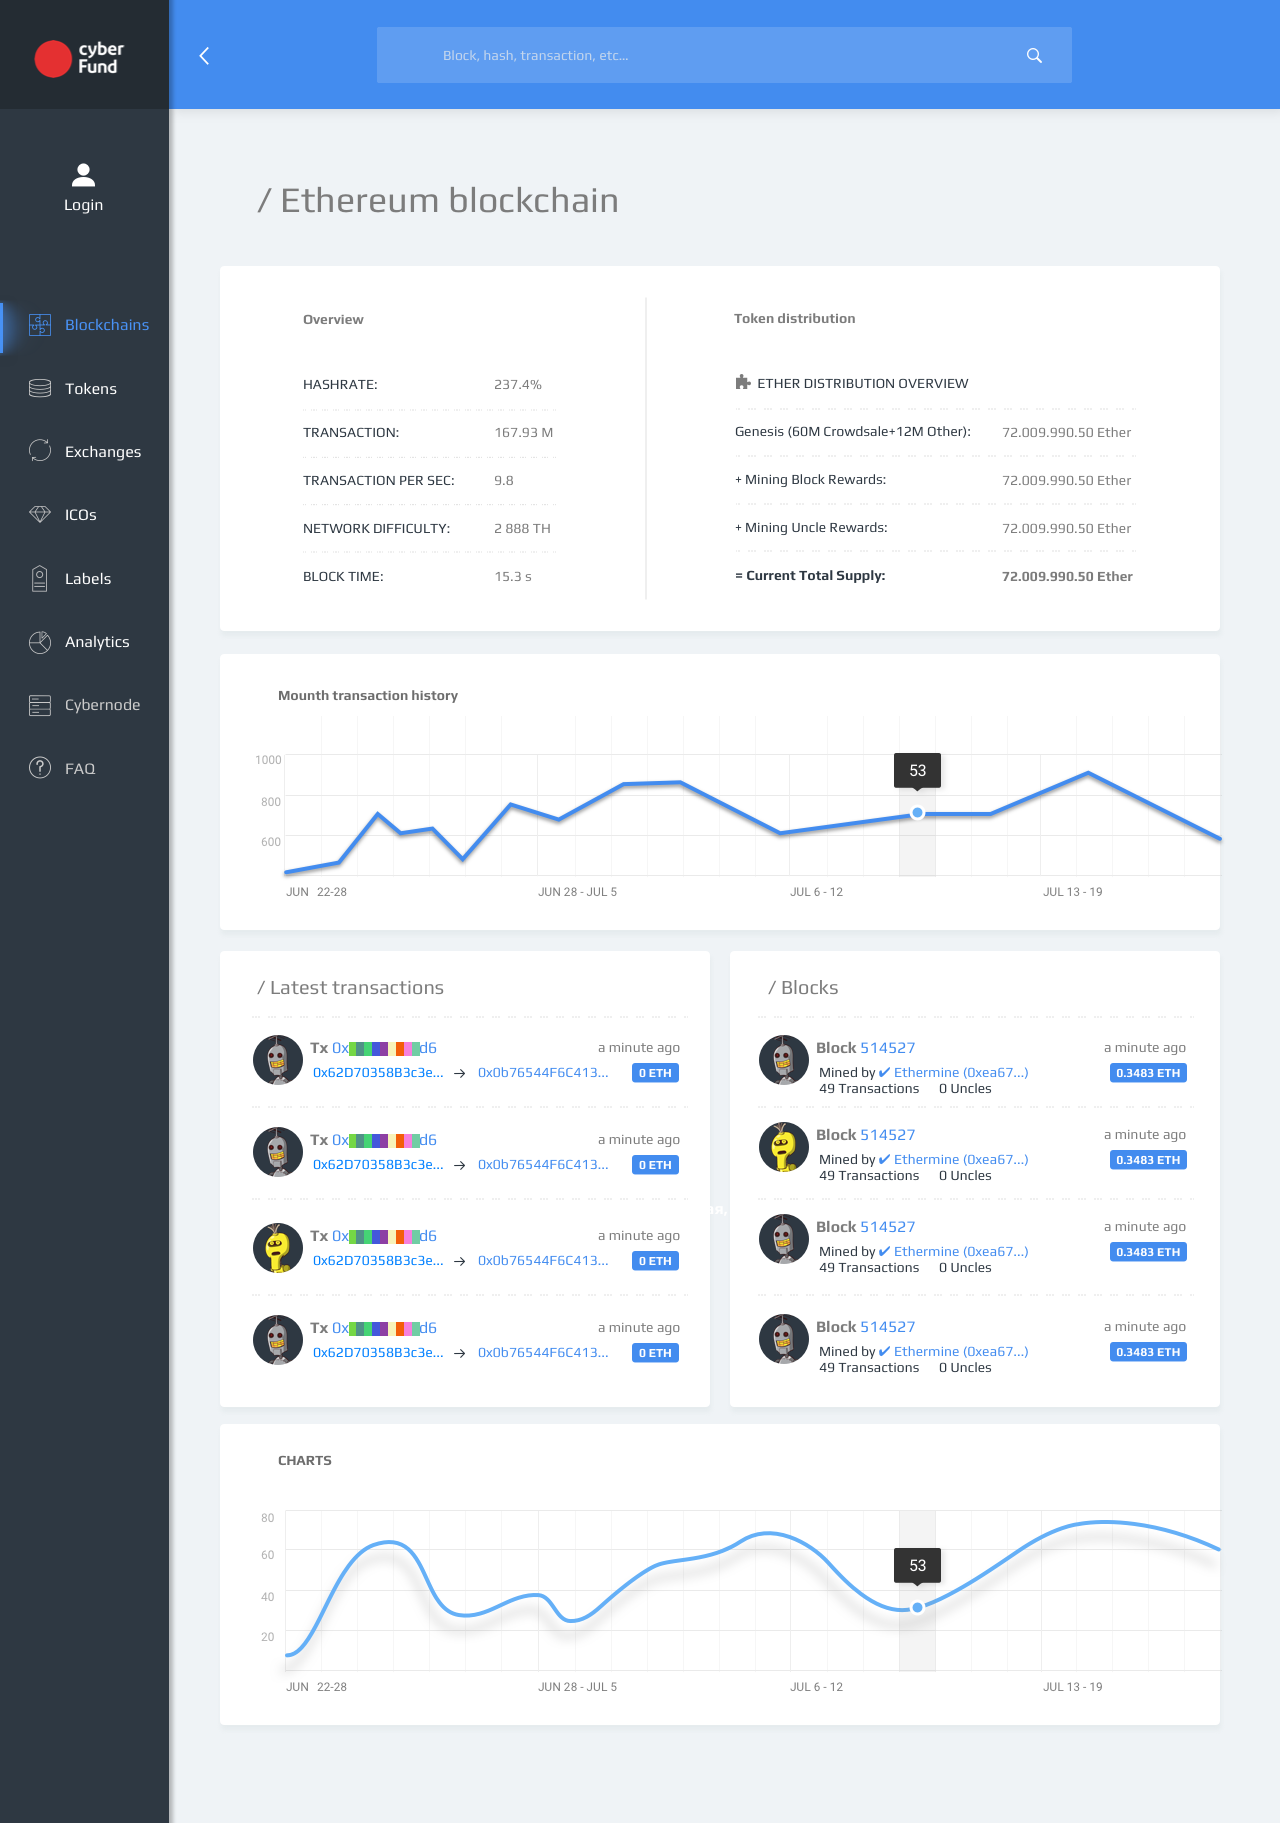 cyber
Fund
Block, hash, transaction, etc...
Login
/ Ethereum blockchain
Blockchains
Tokens
Exchanges
ICOs
Labels
Analytics
Cybernode
FAQ
Overview
HASHRATE: 237.4%
TRANSACTION: 167.93 M
TRANSACTION PER SEC: 9.8
NETWORK DIFFICULTY: 2 888 TH
BLOCK TIME: 15.3 s
Token distribution
ETHER DISTRIBUTION OVERVIEW
Genesis (60M Crowdsale+12M Other): 72.009.990.50 Ether
+ Mining Block Rewards: 72.009.990.50 Ether
+ Mining Uncle Rewards: 72.009.990.50 Ether
= Current Total Supply: 72.009.990.50 Ether
Mounth transaction history
1000
800
600
53
JUN 22-28 JUN 28 - JUL 5 JUL 6 - 12 JUL 13 - 19
/ Latest transactions
Tx 0x d6 a minute ago
0x62D70358B3c3e... → 0x0b76544F6C413... 0 ETH
Tx 0x d6 a minute ago
0x62D70358B3c3e... → 0x0b76544F6C413... 0 ETH
Tx 0x d6 a minute ago
0x62D70358B3c3e... → 0x0b76544F6C413... 0 ETH
Tx 0x d6 a minute ago
0x62D70358B3c3e... → 0x0b76544F6C413... 0 ETH
/ Blocks
Block 514527 a minute ago
Mined by ✔ Ethermine (0xea67...) 0.3483 ETH
49 Transactions 0 Uncles
Block 514527 a minute ago
Mined by ✔ Ethermine (0xea67...) 0.3483 ETH
49 Transactions 0 Uncles
Block 514527 a minute ago
Mined by ✔ Ethermine (0xea67...) 0.3483 ETH
49 Transactions 0 Uncles
Block 514527 a minute ago
Mined by ✔ Ethermine (0xea67...) 0.3483 ETH
49 Transactions 0 Uncles
CHARTS
80
60
40
20
53
JUN 22-28 JUN 28 - JUL 5 JUL 6 - 12 JUL 13 - 19